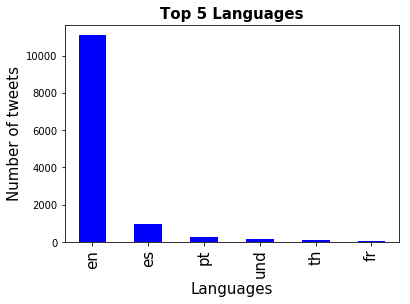 Top 5 Languages
Number of tweets
10000
8000
6000
4000
2000
0
en
es
pt
und
th
fr
Languages